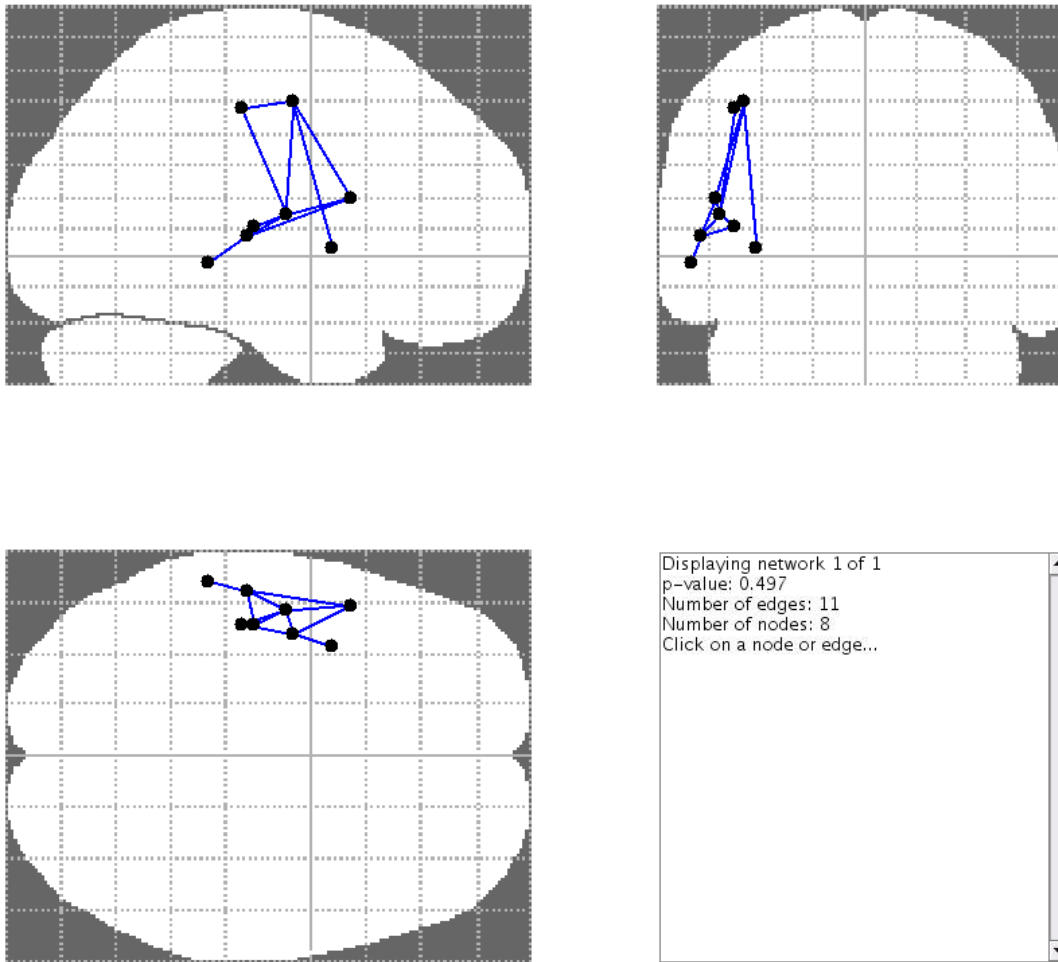 Displaying network 1 of 1
p-value: 0.497
Number of edges: 11
Number of nodes: 8
Click on a node or edge...